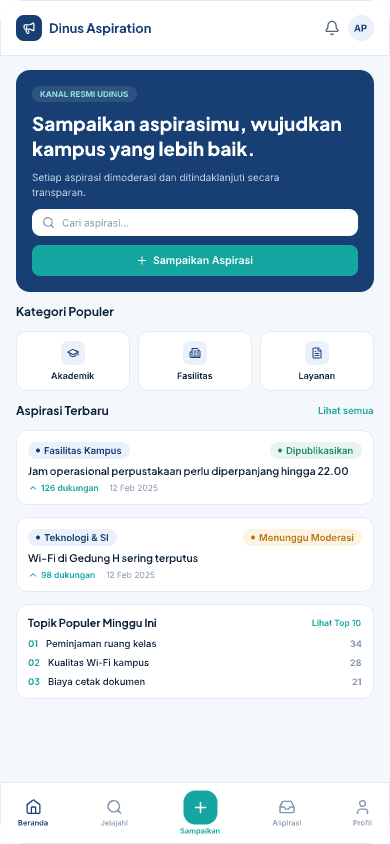 Dinus Aspiration
AP
KANAL RESMI UDINUS
Sampaikan aspirasimu, wujudkan
kampus yang lebih baik.
Setiap aspirasi dimoderasi dan ditindaklanjuti secara
transparan.
Cari aspirasi...
+ Sampaikan Aspirasi
Kategori Populer
Akademik
Fasilitas
Layanan
Aspirasi Terbaru
Lihat semua
Fasilitas Kampus
Dipublikasikan
Jam operasional perpustakaan perlu diperpanjang hingga 22.00
126 dukungan 12 Feb 2025
Teknologi & SI
Menunggu Moderasi
Wi-Fi di Gedung H sering terputus
98 dukungan 12 Feb 2025
Topik Populer Minggu Ini
Lihat Top 10
01 Peminjaman ruang kelas 34
02 Kualitas Wi-Fi kampus 28
03 Biaya cetak dokumen 21
Beranda
Jelajahi
Sampaikan
Aspirasi
Profil